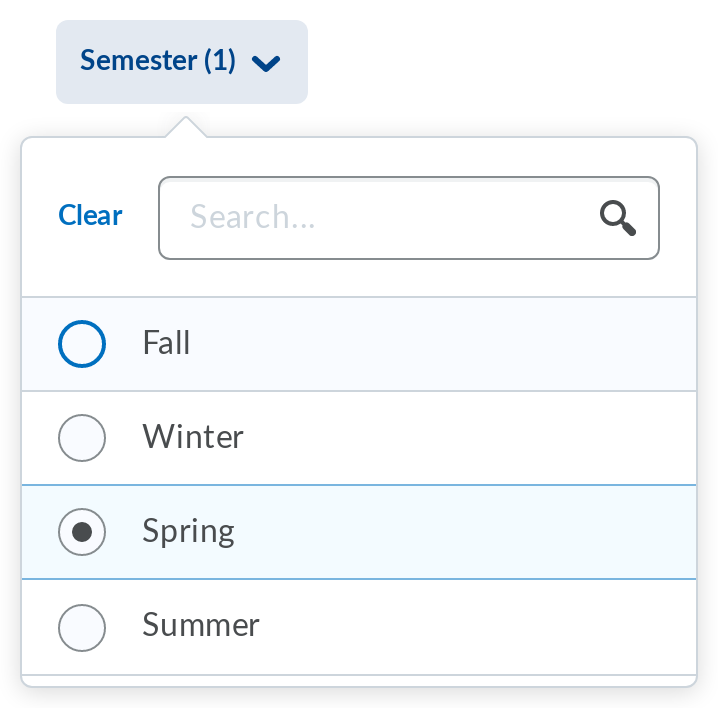 Semester (1)
Clear
Search...
Fall
Winter
Spring
Summer